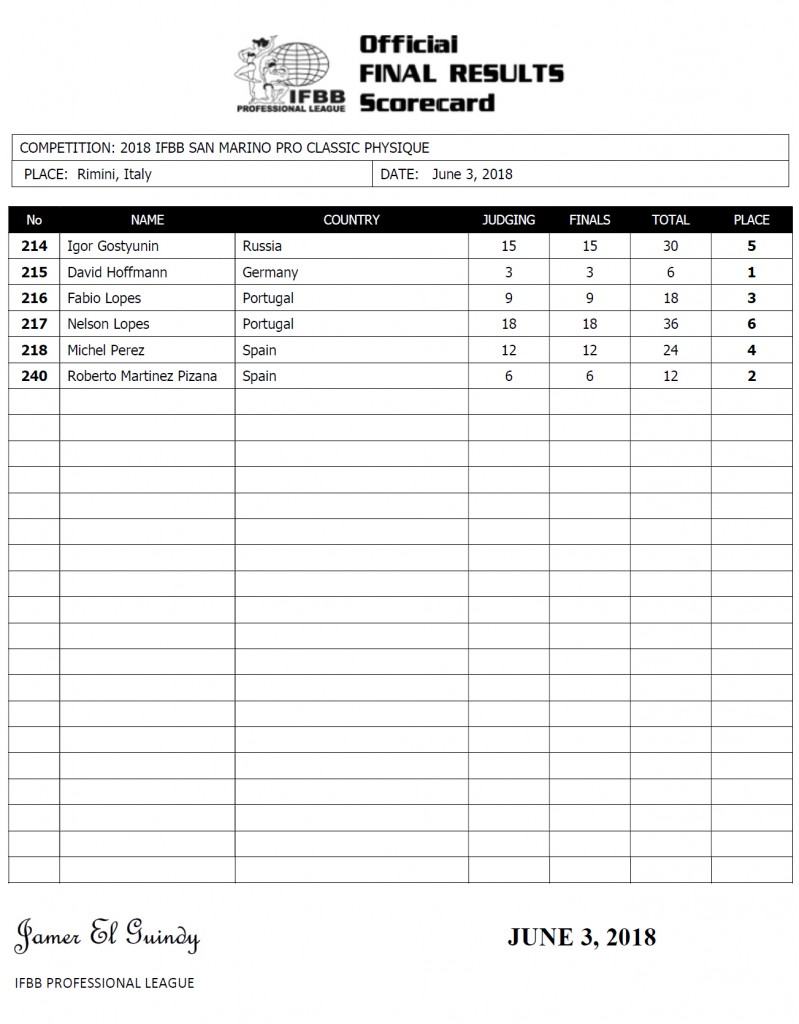 Official
FINAL RESULTS
Scorecard
IFBB
PROFESSIONAL LEAGUE
COMPETITION: 2018 IFBB SAN MARINO PRO CLASSIC PHYSIQUE
PLACE: Rimini, Italy DATE: June 3, 2018
No NAME COUNTRY JUDGING FINALS TOTAL PLACE
214 Igor Gostyunin Russia 15 15 30 5
215 David Hoffmann Germany 3 3 6 1
216 Fabio Lopes Portugal 9 9 18 3
217 Nelson Lopes Portugal 18 18 36 6
218 Michel Perez Spain 12 12 24 4
240 Roberto Martinez Pizana Spain 6 6 12 2
Jamer El Guindy JUNE 3, 2018
IFBB PROFESSIONAL LEAGUE